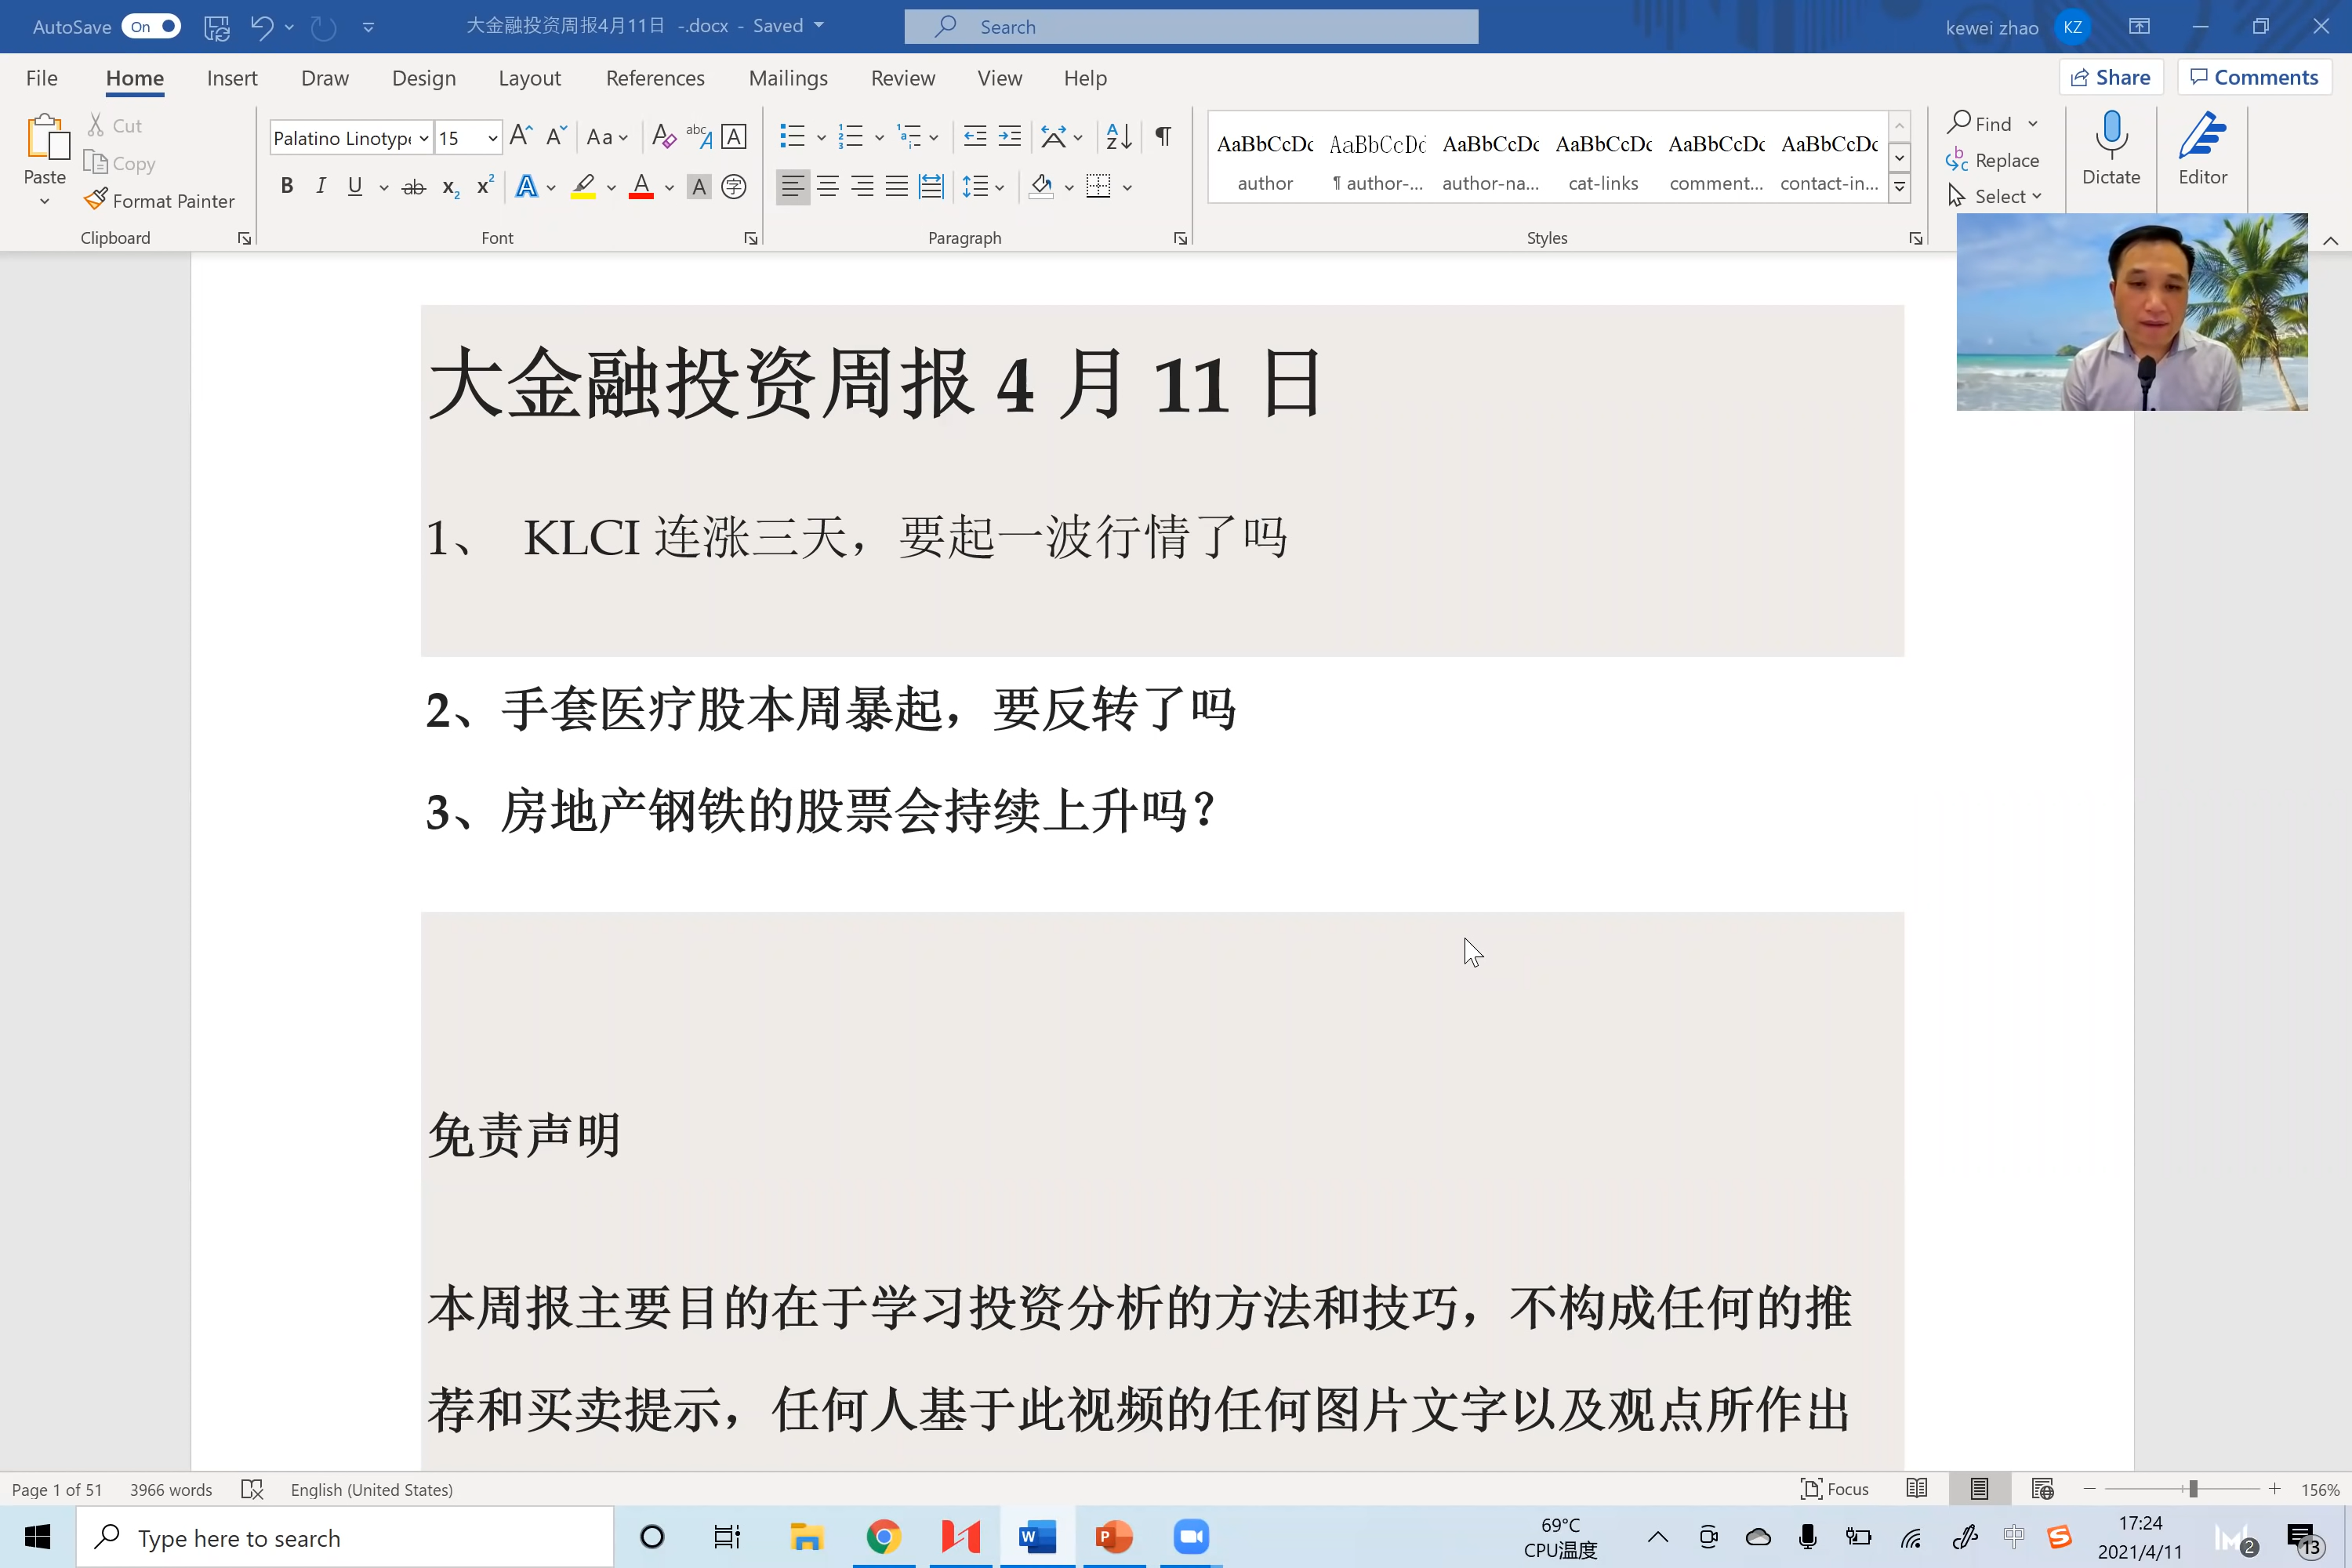 AutoSave On 大金融投资周报4月11日 -.docx - Saved Search kewei zhao KZ
File Home Insert Draw Design Layout References Mailings Review View Help Share Comments
Paste Cut Copy Format Painter
Palatino Linotype 15
AaBbCcDc AaBbCcDd AaBbCcDc AaBbCcDc AaBbCcDc AaBbCcDc
author ¶ author-... author-na... cat-links comment... contact-in...
Find Replace Select
Dictate
Editor
Clipboard Font Paragraph Styles
大金融投资周报 4 月 11 日
1、 KLCI 连涨三天，要起一波行情了吗
2、手套医疗股本周暴起，要反转了吗
3、房地产钢铁的股票会持续上升吗？
免责声明
本周报主要目的在于学习投资分析的方法和技巧，不构成任何的推
荐和买卖提示，任何人基于此视频的任何图片文字以及观点所作出
Page 1 of 51 3966 words English (United States) Focus 156%
Type here to search
69°C
CPU温度
中
17:24
2021/4/11
2
13